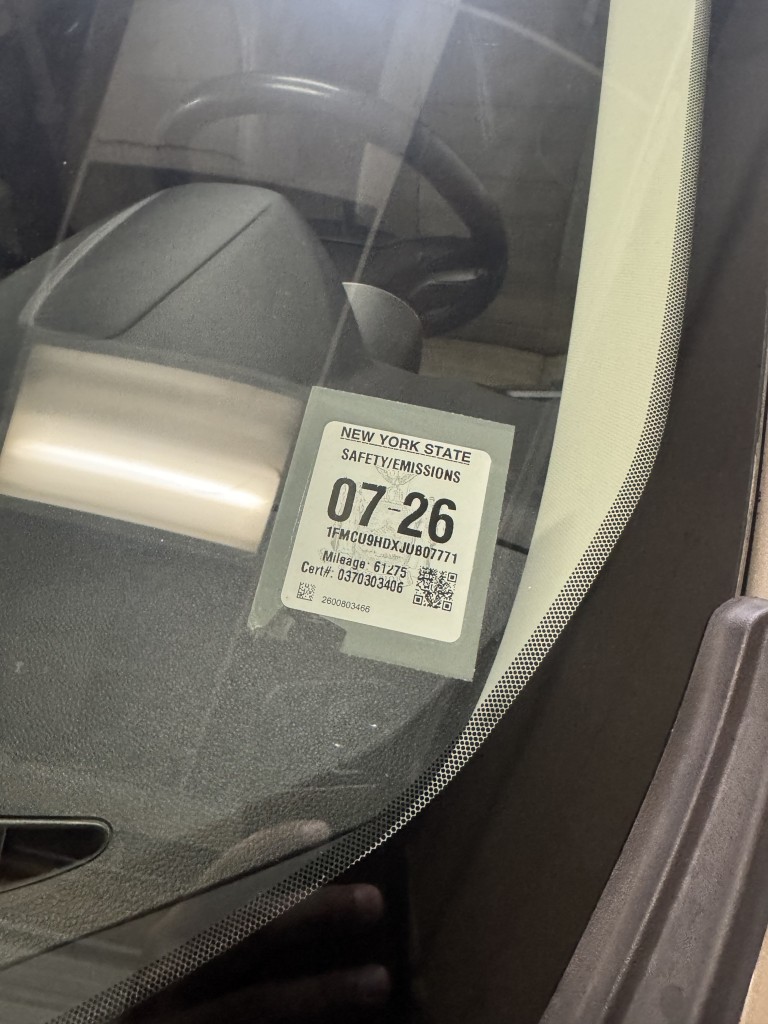 NEW YORK STATE
SAFETY/EMISSIONS
07-26
1FMCU9HDXJUB07771
Mileage: 61275
Cert#: 0370303406
2600803466